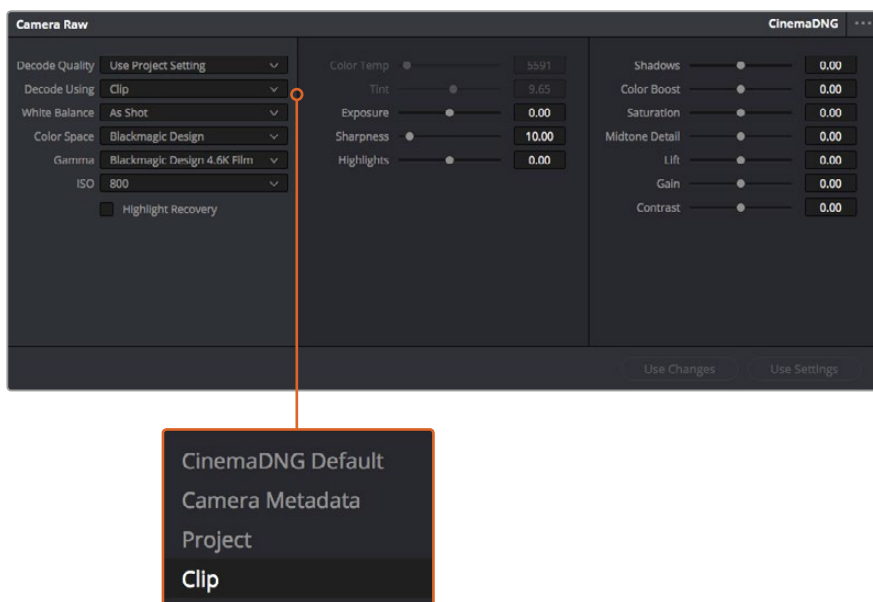 Camera Raw
CinemaDNG
Decode Quality Use Project Setting
Decode Using Clip
White Balance As Shot
Color Space Blackmagic Design
Gamma Blackmagic Design 4.6K Film
ISO 800
Highlight Recovery
Color Temp 5591
Tint 9.65
Exposure 0.00
Sharpness 10.00
Highlights 0.00
Shadows 0.00
Color Boost 0.00
Saturation 0.00
Midtone Detail 0.00
Lift 0.00
Gain 0.00
Contrast 0.00
Use Changes
Use Settings
CinemaDNG Default
Camera Metadata
Project
Clip